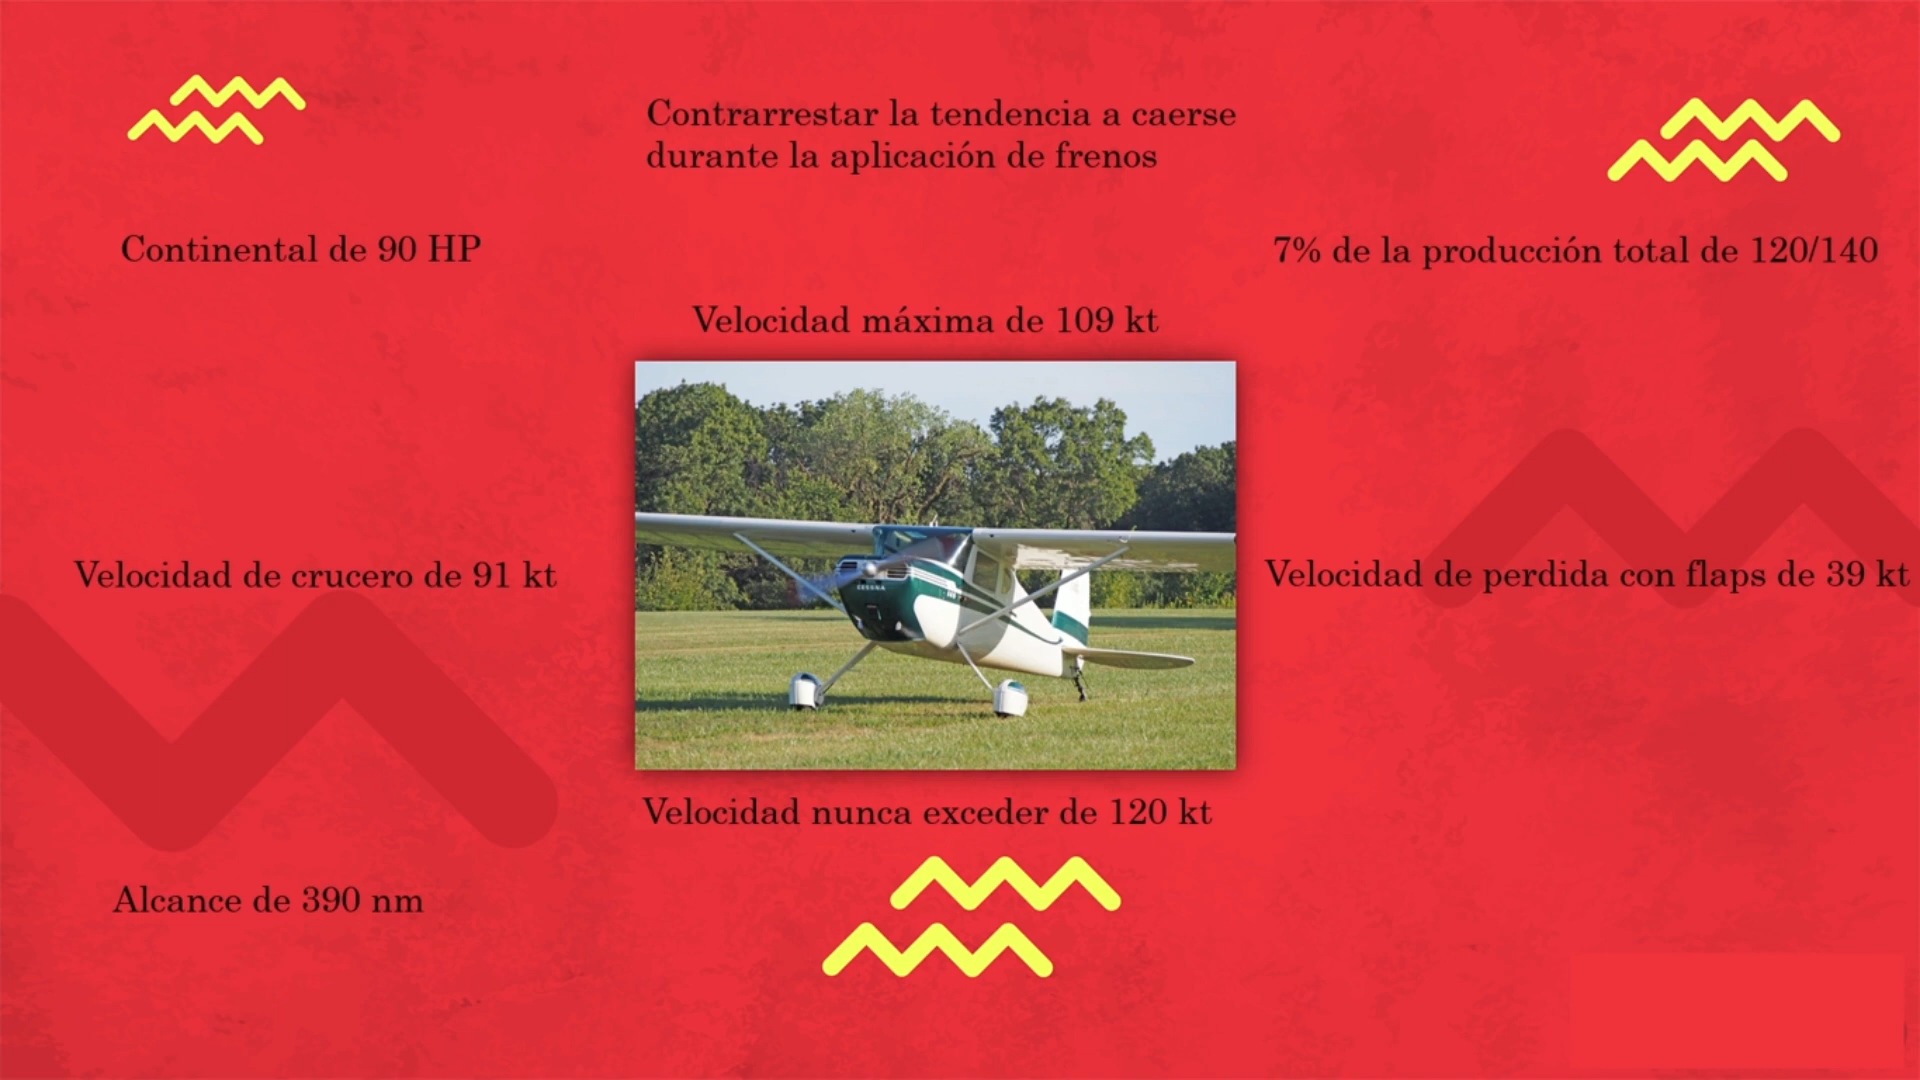 Contrarrestar la tendencia a caerse
durante la aplicación de frenos
Continental de 90 HP
7% de la producción total de 120/140
Velocidad máxima de 109 kt
CESSNA
Velocidad de crucero de 91 kt
Velocidad de perdida con flaps de 39 kt
Velocidad nunca exceder de 120 kt
Alcance de 390 nm